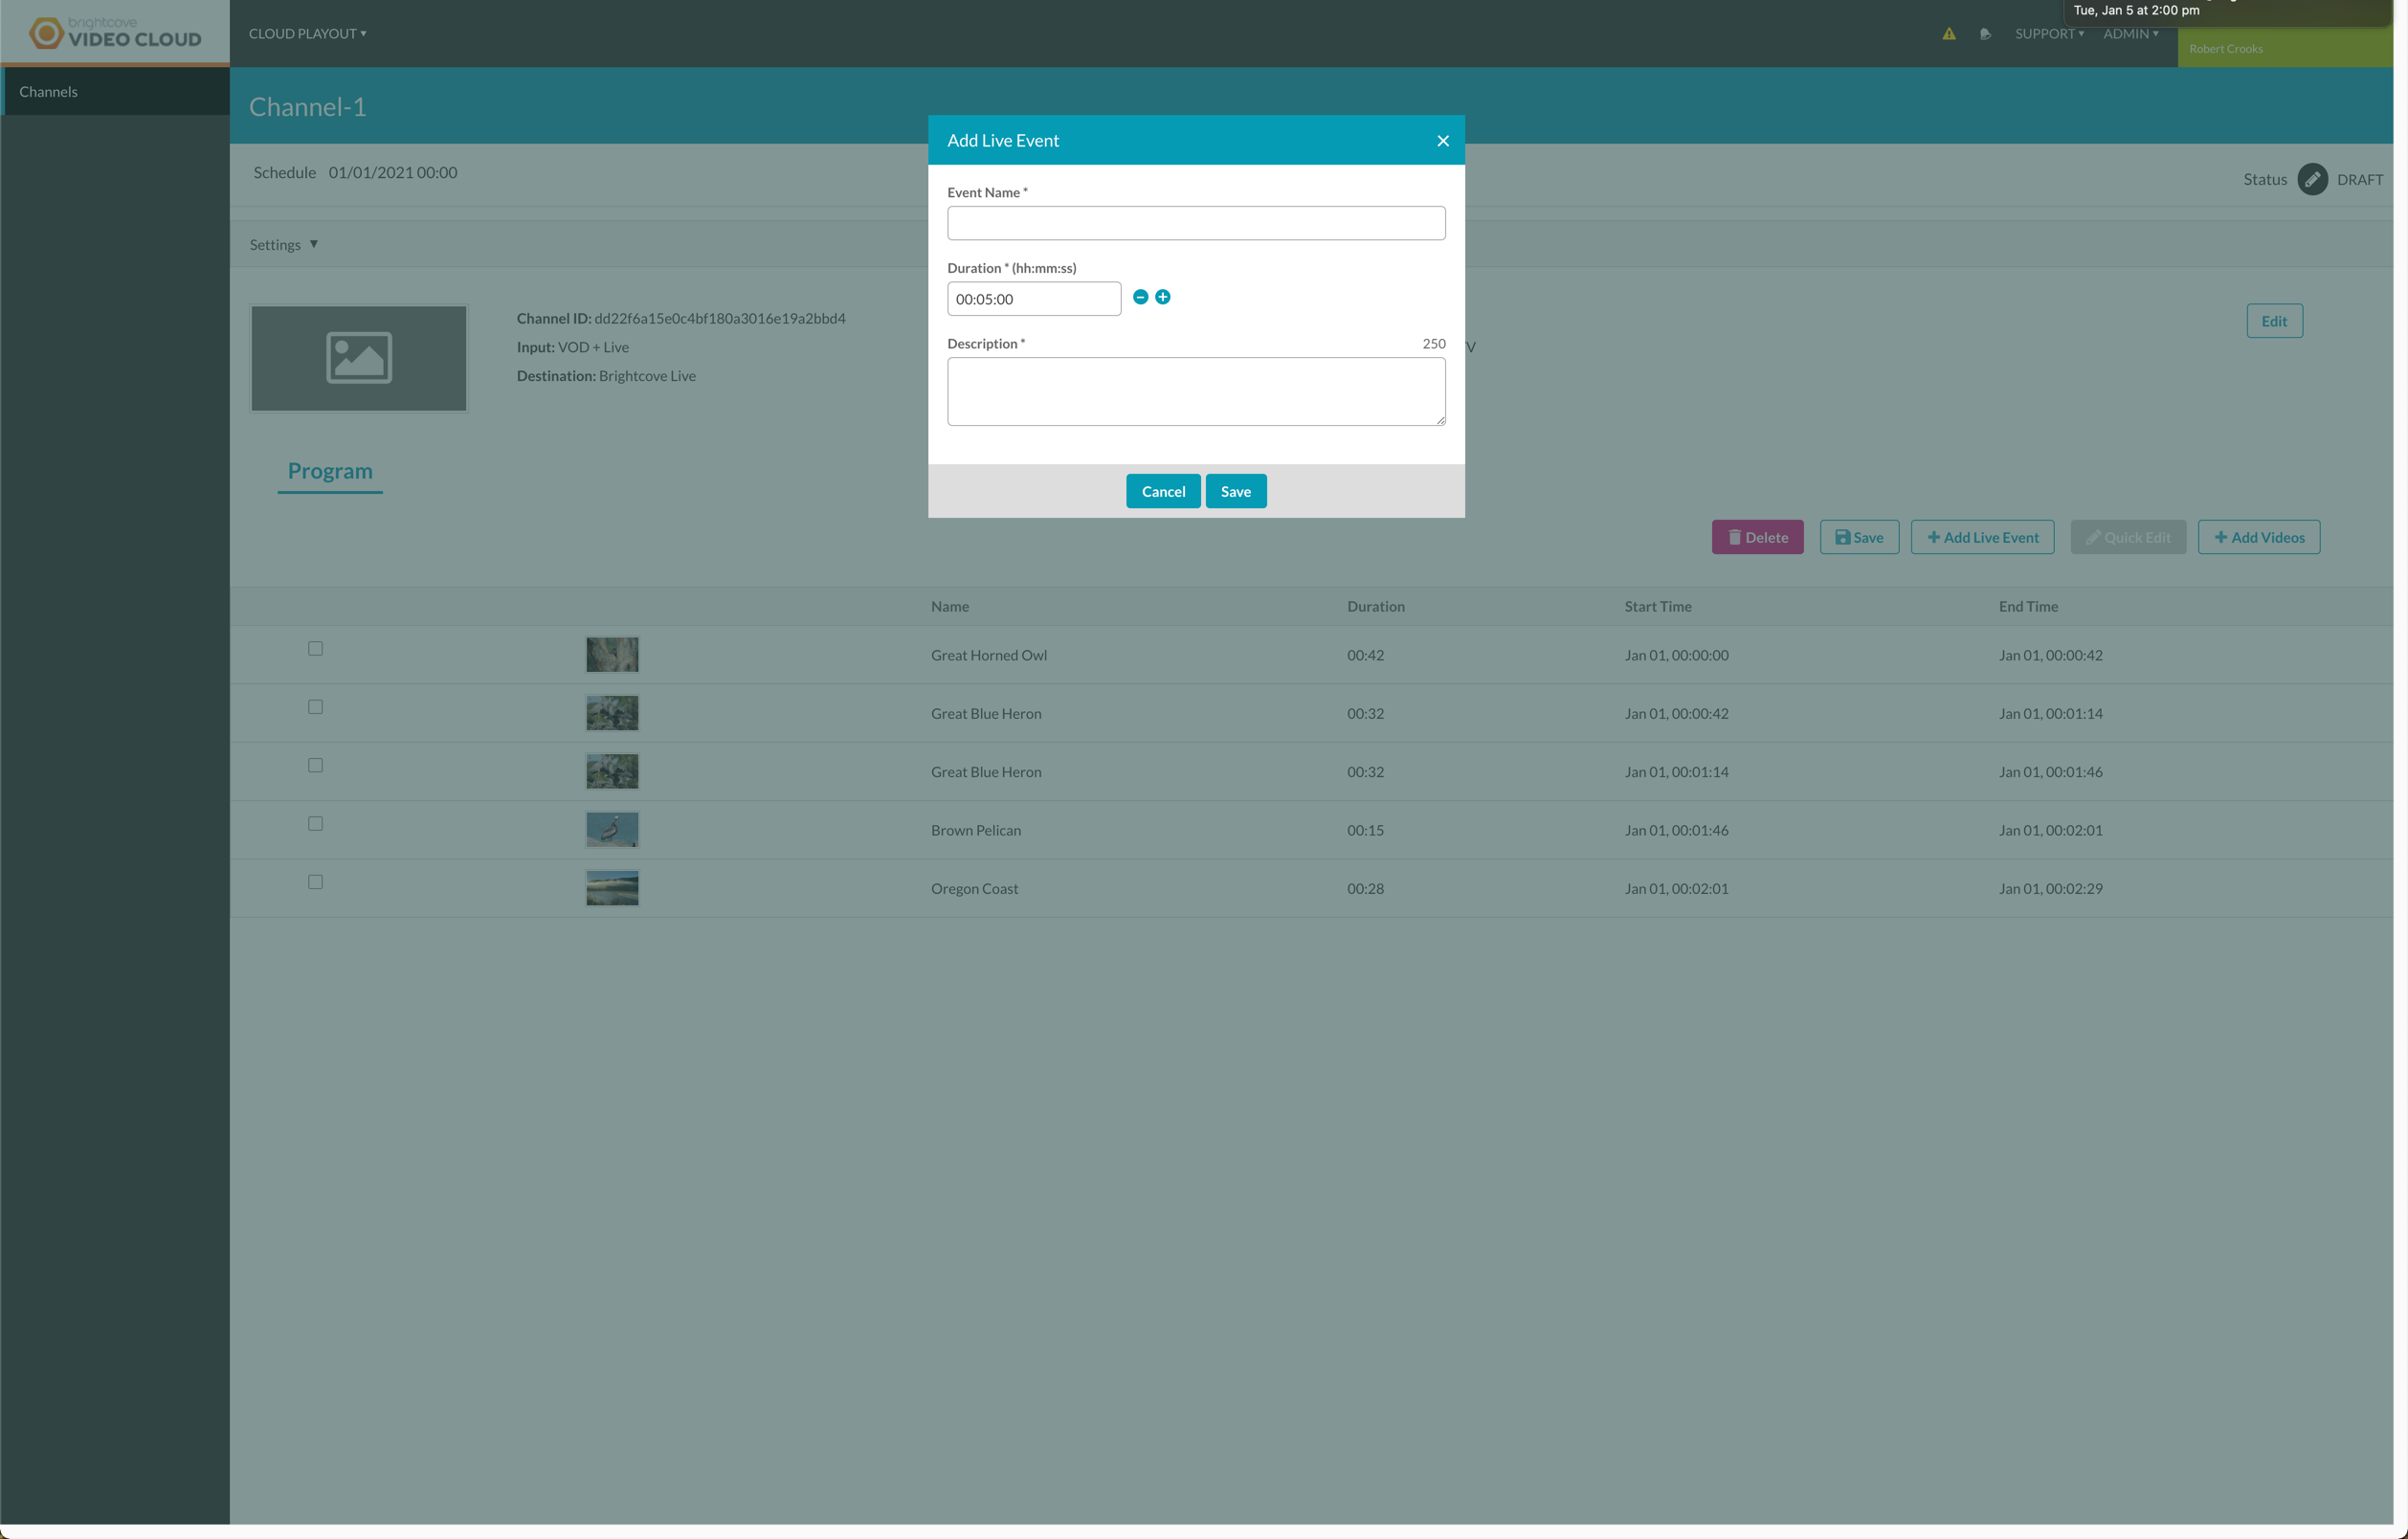 Tue, Jan 5 at 2:00 pm
brightcove
VIDEO CLOUD
CLOUD PLAYOUT
SUPPORT
ADMIN
Robert Crooks
Channels
Channel-1
Add Live Event
Schedule 01/01/2021 00:00
Status DRAFT
Event Name *
Settings
Duration * (hh:mm:ss)
00:05:00
Channel ID: dd22f6a15e0c4bf180a3016e19a2bbd4
Edit
Input: VOD + Live
Description * 250
Destination: Brightcove Live
Program
Cancel Save
Delete Save + Add Live Event Quick Edit + Add Videos
Name Duration Start Time End Time
Great Horned Owl 00:42 Jan 01, 00:00:00 Jan 01, 00:00:42
Great Blue Heron 00:32 Jan 01, 00:00:42 Jan 01, 00:01:14
Great Blue Heron 00:32 Jan 01, 00:01:14 Jan 01, 00:01:46
Brown Pelican 00:15 Jan 01, 00:01:46 Jan 01, 00:02:01
Oregon Coast 00:28 Jan 01, 00:02:01 Jan 01, 00:02:29